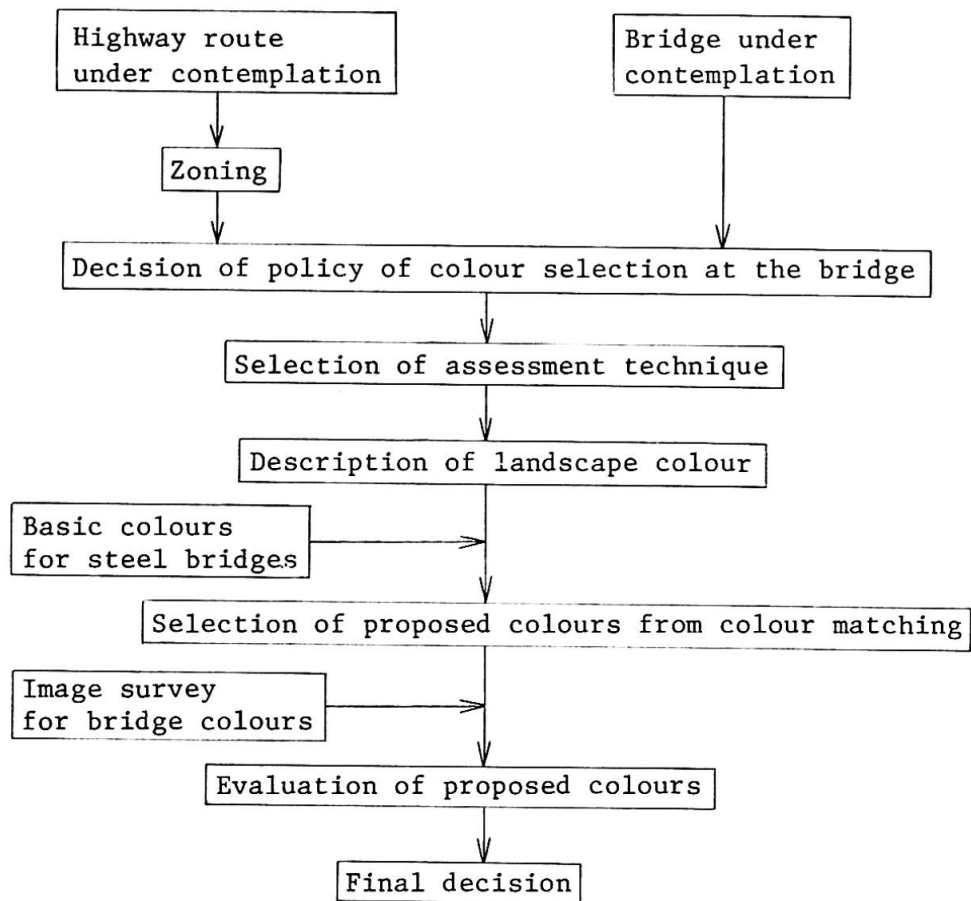 Highway route
under contemplation
Bridge under
contemplation
Zoning
Decision of policy of colour selection at the bridge
Selection of assessment technique
Description of landscape colour
Basic colours
for steel bridges
Selection of proposed colours from colour matching
Image survey
for bridge colours
Evaluation of proposed colours
Final decision